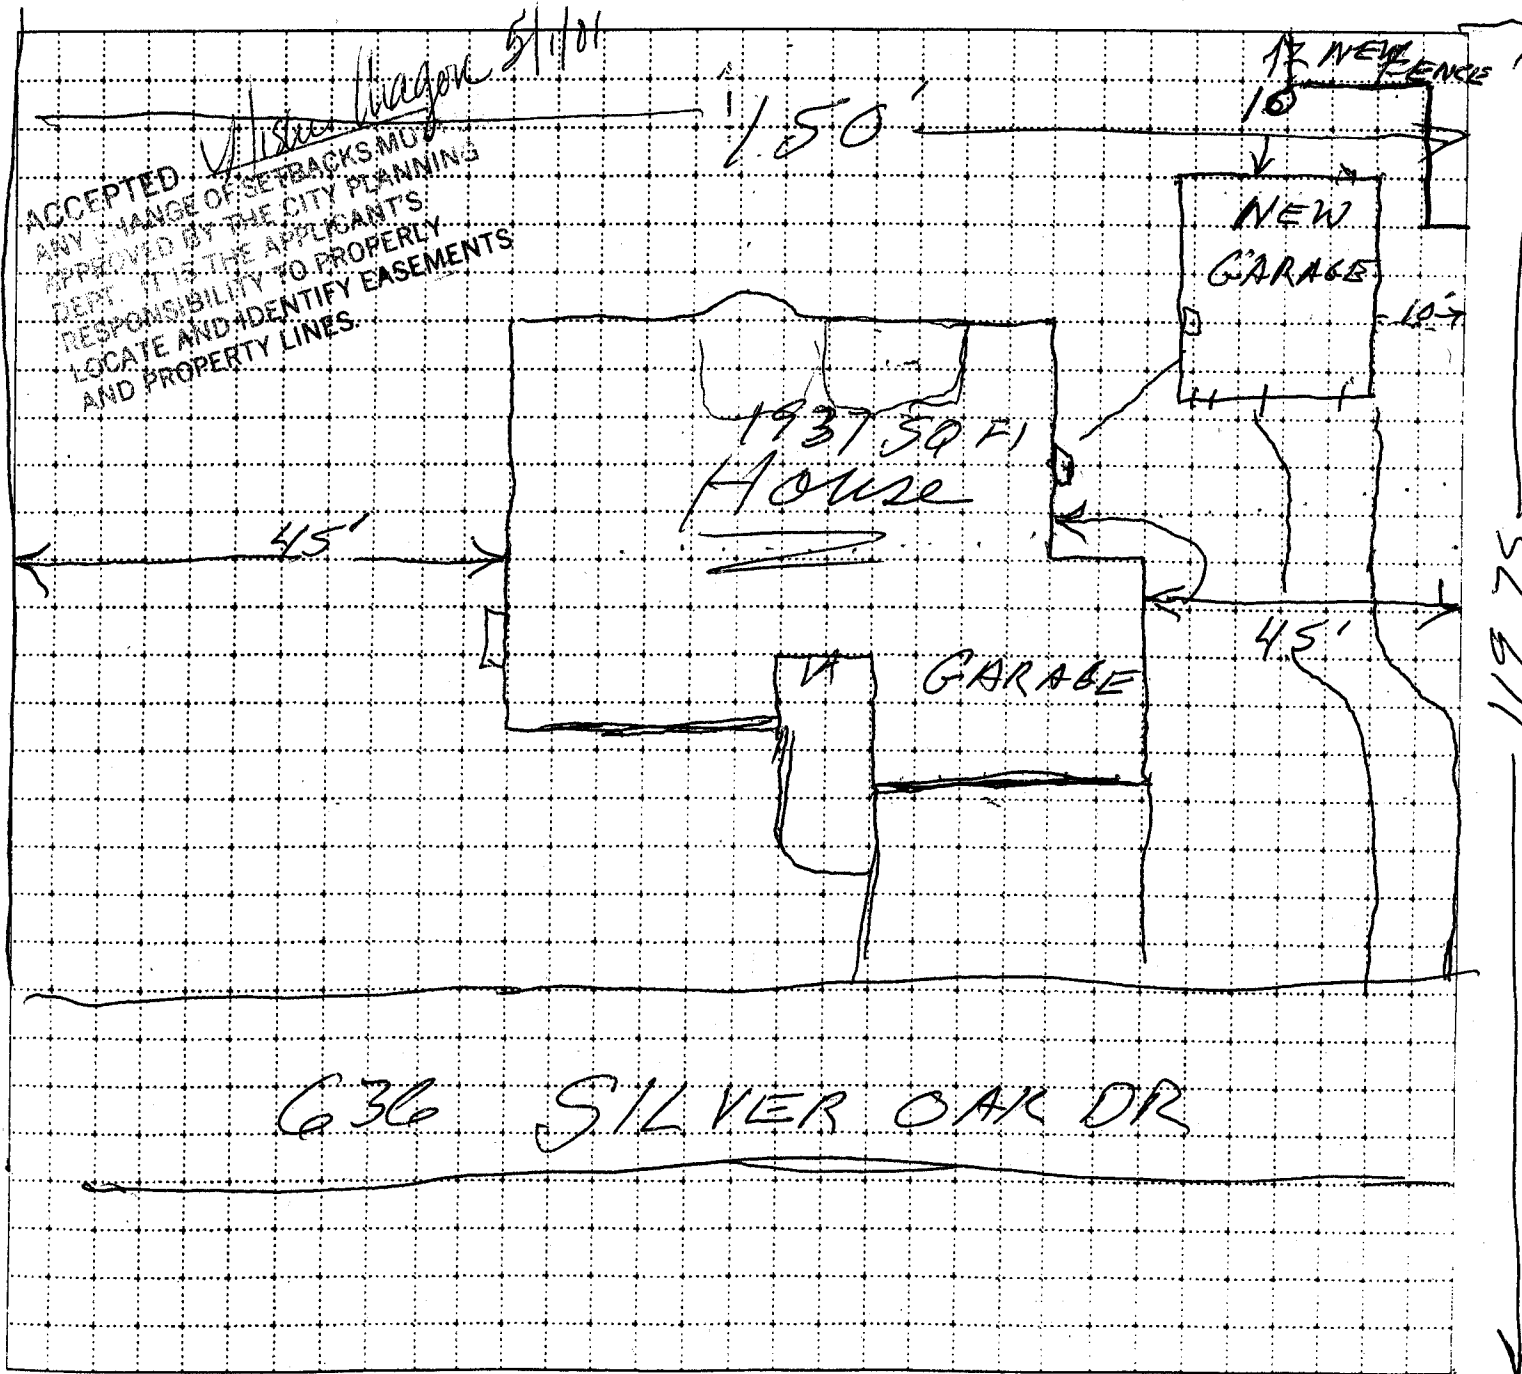 5/1/01
12 NEW
FENCE
150'
10
ACCEPTED
ANY CHANGE OF SETBACKS MUST
APPROVED BY THE CITY PLANNING
DEPT. IT IS THE APPLICANT'S
RESPONSIBILITY TO PROPERLY
LOCATE AND IDENTIFY EASEMENTS
AND PROPERTY LINES.
NEW
GARAGE
10'
1937 SQ FT
House
45'
45'
GARAGE
636 SILVER OAK DR